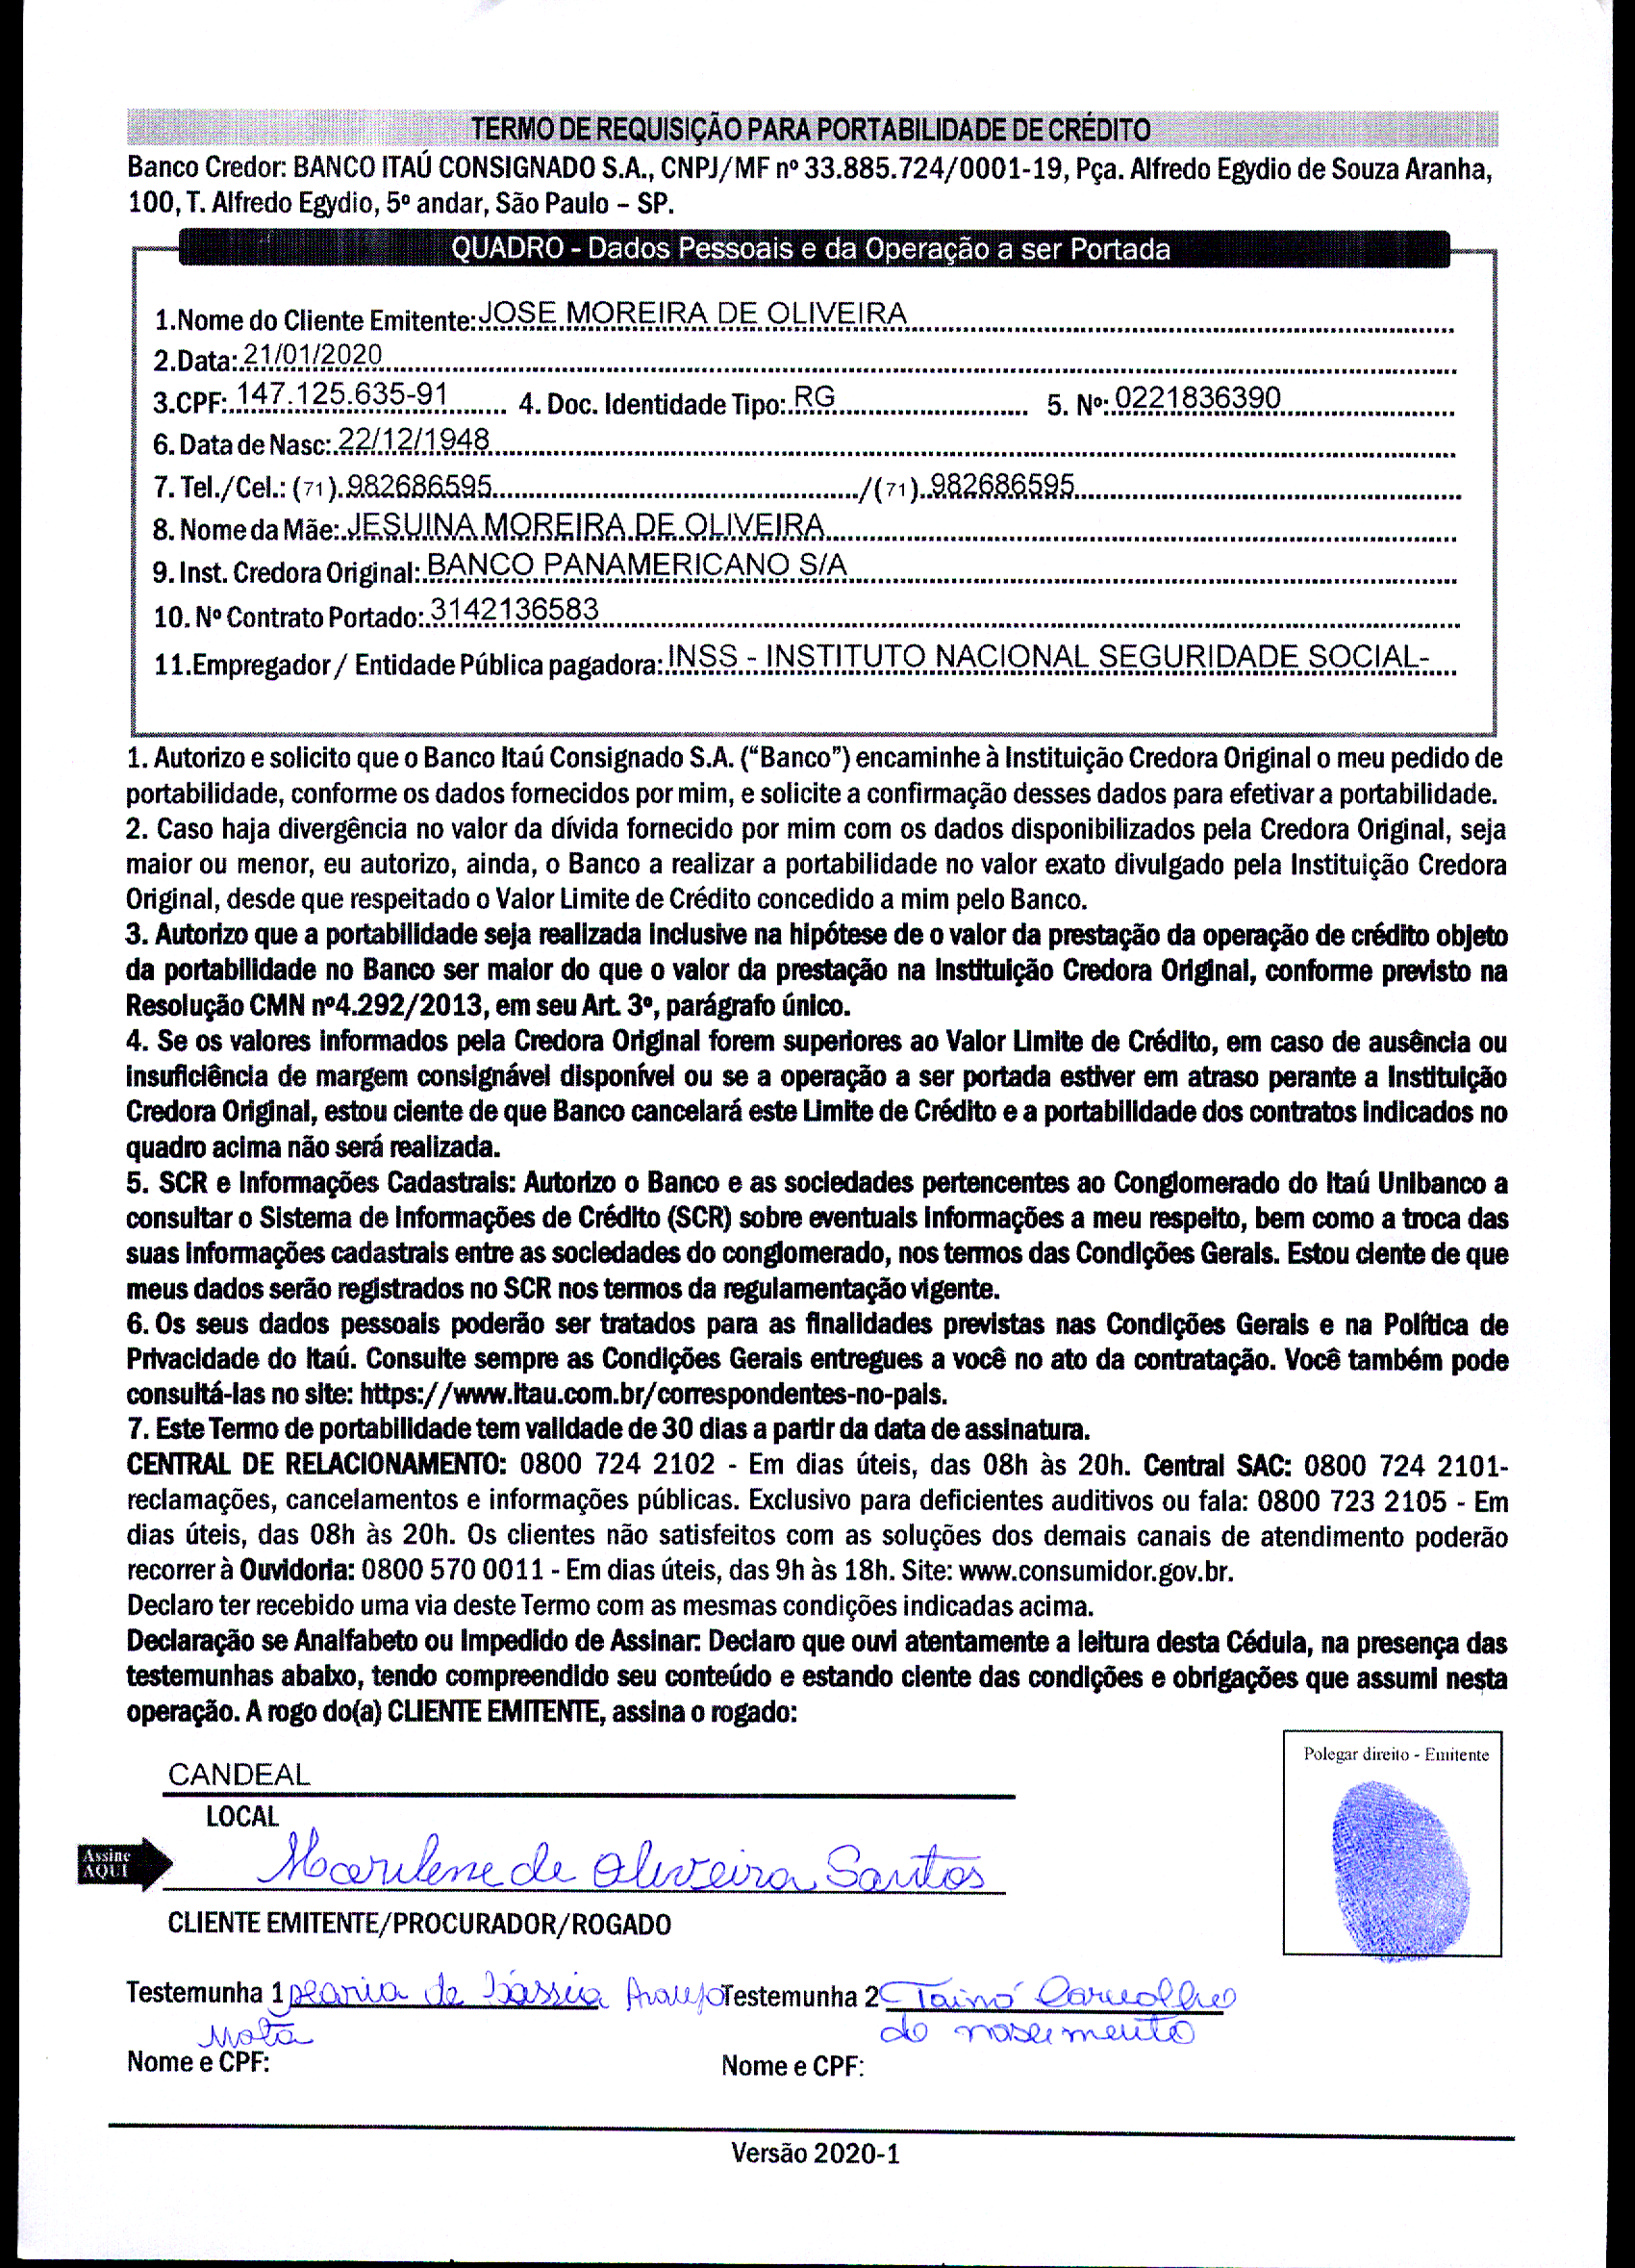 TERMO DE REQUISIÇÃO PARA PORTABILIDADE DE CRÉDITO
Banco Credor: BANCO ITAÚ CONSIGNADO S.A., CNPJ/MF nº 33.885.724/0001-19, Pça. Alfredo Egydio de Souza Aranha,
100, T. Alfredo Egydio, 5º andar, São Paulo – SP.
QUADRO - Dados Pessoais e da Operação a ser Portada
1.Nome do Cliente Emitente: JOSE MOREIRA DE OLIVEIRA
2.Data: 21/01/2020
3.CPF: 147.125.635-91 4. Doc. Identidade Tipo: RG 5. Nº: 0221836390
6. Data de Nasc: 22/12/1948
7. Tel./Cel.: (71) 982686595 /(71) 982686595
8. Nome da Mãe: JESUINA MOREIRA DE OLIVEIRA
9. Inst. Credora Original: BANCO PANAMERICANO S/A
10. Nº Contrato Portado: 3142136583
11.Empregador / Entidade Pública pagadora: INSS - INSTITUTO NACIONAL SEGURIDADE SOCIAL-
1. Autorizo e solicito que o Banco Itaú Consignado S.A. (“Banco”) encaminhe à Instituição Credora Original o meu pedido de
portabilidade, conforme os dados fornecidos por mim, e solicite a confirmação desses dados para efetivar a portabilidade.
2. Caso haja divergência no valor da dívida fornecido por mim com os dados disponibilizados pela Credora Original, seja
maior ou menor, eu autorizo, ainda, o Banco a realizar a portabilidade no valor exato divulgado pela Instituição Credora
Original, desde que respeitado o Valor Limite de Crédito concedido a mim pelo Banco.
3. Autorizo que a portabilidade seja realizada inclusive na hipótese de o valor da prestação da operação de crédito objeto
da portabilidade no Banco ser maior do que o valor da prestação na Instituição Credora Original, conforme previsto na
Resolução CMN nº4.292/2013, em seu Art. 3º, parágrafo único.
4. Se os valores informados pela Credora Original forem superiores ao Valor Limite de Crédito, em caso de ausência ou
insuficiência de margem consignável disponível ou se a operação a ser portada estiver em atraso perante a Instituição
Credora Original, estou ciente de que Banco cancelará este Limite de Crédito e a portabilidade dos contratos indicados no
quadro acima não será realizada.
5. SCR e Informações Cadastrais: Autorizo o Banco e as sociedades pertencentes ao Conglomerado do Itaú Unibanco a
consultar o Sistema de Informações de Crédito (SCR) sobre eventuais informações a meu respeito, bem como a troca das
suas informações cadastrais entre as sociedades do conglomerado, nos termos das Condições Gerais. Estou ciente de que
meus dados serão registrados no SCR nos termos da regulamentação vigente.
6. Os seus dados pessoais poderão ser tratados para as finalidades previstas nas Condições Gerais e na Política de
Privacidade do Itaú. Consulte sempre as Condições Gerais entregues a você no ato da contratação. Você também pode
consultá-las no site: https://www.itau.com.br/correspondentes-no-pais.
7. Este Termo de portabilidade tem validade de 30 dias a partir da data de assinatura.
CENTRAL DE RELACIONAMENTO: 0800 724 2102 - Em dias úteis, das 08h às 20h. Central SAC: 0800 724 2101-
reclamações, cancelamentos e informações públicas. Exclusivo para deficientes auditivos ou fala: 0800 723 2105 - Em
dias úteis, das 08h às 20h. Os clientes não satisfeitos com as soluções dos demais canais de atendimento poderão
recorrer à Ouvidoria: 0800 570 0011 - Em dias úteis, das 9h às 18h. Site: www.consumidor.gov.br.
Declaro ter recebido uma via deste Termo com as mesmas condições indicadas acima.
Declaração se Analfabeto ou Impedido de Assinar: Declaro que ouvi atentamente a leitura desta Cédula, na presença das
testemunhas abaixo, tendo compreendido seu conteúdo e estando ciente das condições e obrigações que assumi nesta
operação. A rogo do(a) CLIENTE EMITENTE, assina o rogado:
Polegar direito - Emitente
CANDEAL
LOCAL
Assine
AQUI
Marilene de Oliveira Santos
CLIENTE EMITENTE/PROCURADOR/ROGADO
Testemunha 1 Maria de Cássia Araujo Testemunha 2 Tainá Carvalho
Mota do nascimento
Nome e CPF: Nome e CPF:
Versão 2020-1